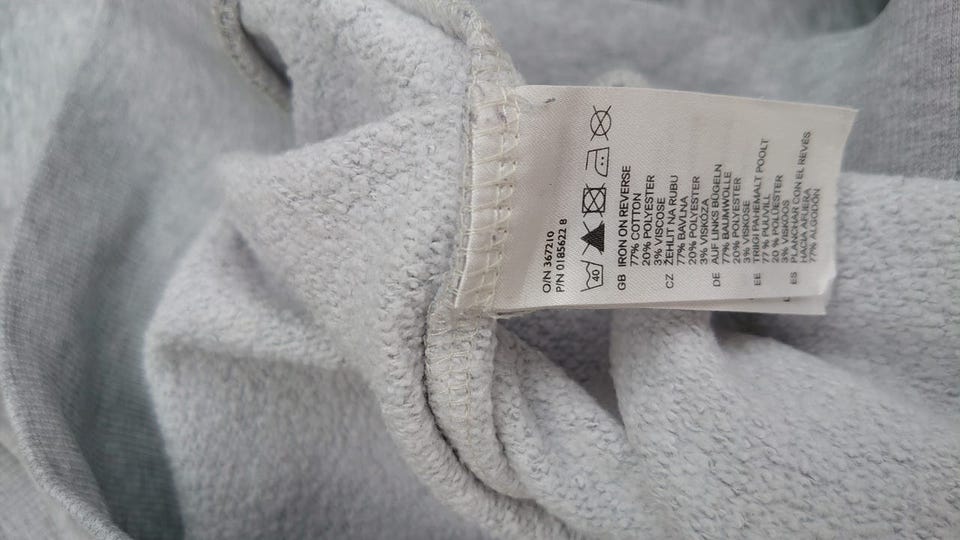 O/N 367210
P/N 0185622 B
40
GB IRON ON REVERSE
77% COTTON
20% POLYESTER
3% VISCOSE
CZ ŽEHLIT NA RUBU
77% BAVLNA
20% POLYESTER
3% VISKÓZA
DE AUF LINKS BÜGELN
77% BAUMWOLLE
20% POLYESTER
3% VISKOSE
EE TRIIGI PAHEMALT POOLT
77 % PUUVILL
20 % POLÜESTER
3% VISKOOS
ES PLANCHAR CON EL REVÉS
HACIA AFUERA
77% ALGODÓN